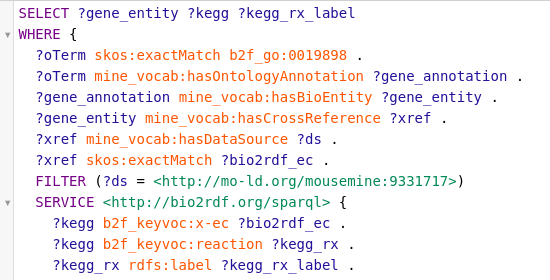 SELECT ?gene_entity ?kegg ?kegg_rx_label
WHERE {
?oTerm skos:exactMatch b2f_go:0019898 .
?oTerm mine_vocab:hasOntologyAnnotation ?gene_annotation .
?gene_annotation mine_vocab:hasBioEntity ?gene_entity .
?gene_entity mine_vocab:hasCrossReference ?xref .
?xref mine_vocab:hasDataSource ?ds .
?xref skos:exactMatch ?bio2rdf_ec .
FILTER (?ds = <http://mo-ld.org/mousemine:9331717>)
SERVICE <http://bio2rdf.org/sparql> {
?kegg b2f_keyvoc:x-ec ?bio2rdf_ec .
?kegg b2f_keyvoc:reaction ?kegg_rx .
?kegg_rx rdfs:label ?kegg_rx_label .